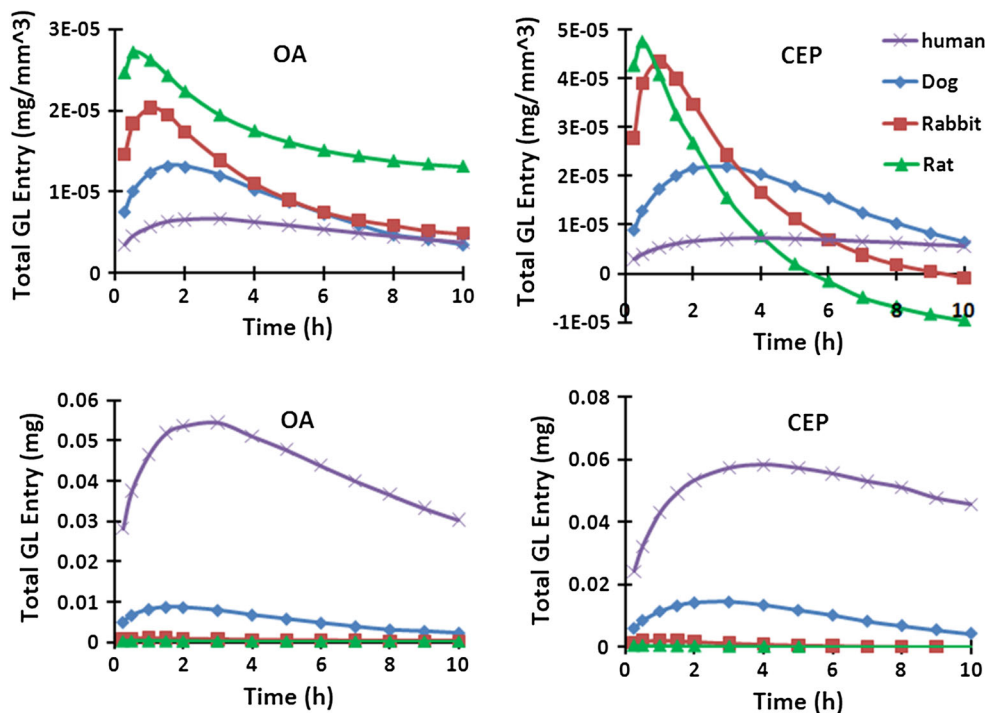 OA
Total GL Entry (mg/mm^3)
3E-05
2E-05
1E-05
0
0 2 4 6 8 10
Time (h)
CEP
Total GL Entry (mg/mm^3)
5E-05
4E-05
3E-05
2E-05
1E-05
0
-1E-05
0 2 4 6 8 10
Time (h)
human
Dog
Rabbit
Rat
OA
Total GL Entry (mg)
0.06
0.05
0.04
0.03
0.02
0.01
0
0 2 4 6 8 10
Time (h)
CEP
Total GL Entry (mg)
0.08
0.06
0.04
0.02
0
0 2 4 6 8 10
Time (h)